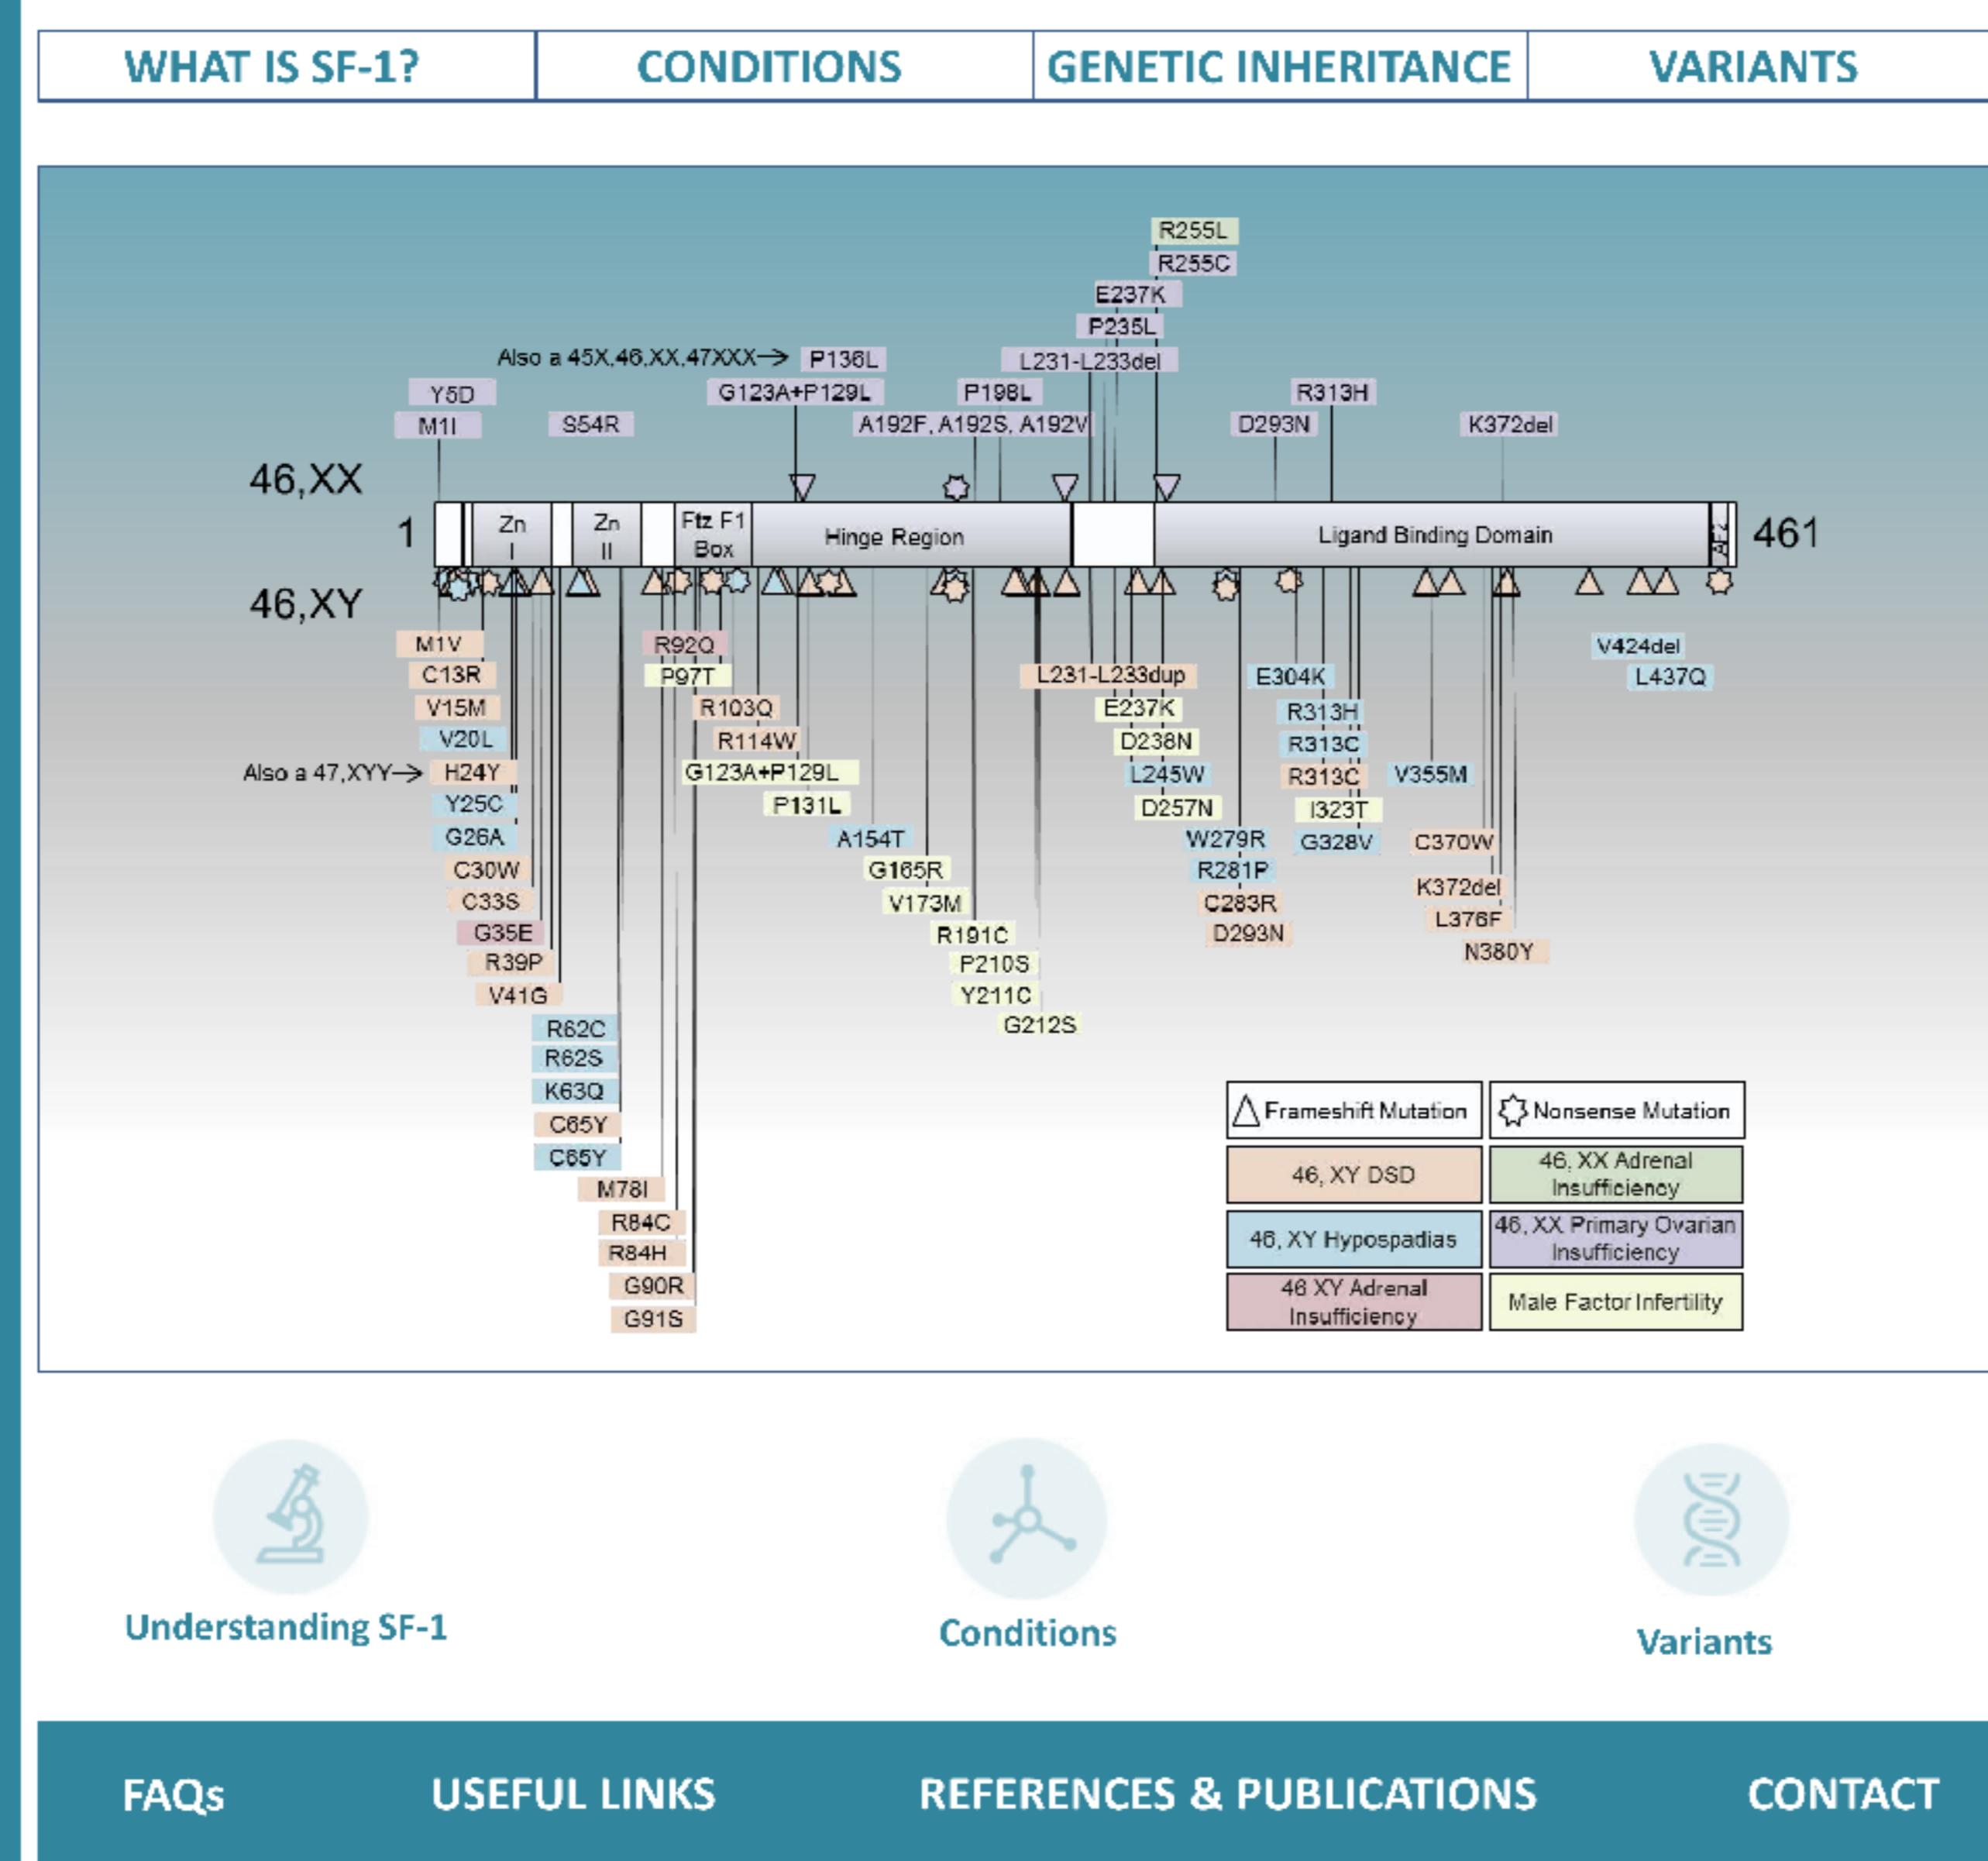 WHAT IS SF-1?
CONDITIONS
GENETIC INHERITANCE
VARIANTS
R255L
R255C
E237K
P235L
Also a 45X,46,XX,47XXX→ P136L
L231-L233del
Y5D
G123A+P129L
P198L
R313H
M1I
S54R
A192F, A192S, A192V
D293N
K372del
46,XX
1
Zn
I
Zn
II
Ftz F1
Box
Hinge Region
Ligand Binding Domain
AF2
461
46,XY
M1V
C13R
V15M
V20L
Also a 47,XYY→ H24Y
Y25C
G26A
C30W
C33S
G35E
R39P
V41G
R62C
R62S
K63Q
C65Y
C65Y
M78I
R84C
R84H
G90R
G91S
R92Q
P97T
R103Q
R114W
G123A+P129L
P131L
A154T
G165R
V173M
R191C
P210S
Y211C
G212S
L231-L233dup
E237K
D238N
L245W
D257N
W279R
R281P
C283R
D293N
E304K
R313H
R313C
R313C
I323T
G328V
V355M
C370W
K372del
L376F
N380Y
V424del
L437Q
Frameshift Mutation
Nonsense Mutation
46, XY DSD
46, XX Adrenal
Insufficiency
46, XY Hypospadias
46, XX Primary Ovarian
Insufficiency
46 XY Adrenal
Insufficiency
Male Factor Infertility
Understanding SF-1
Conditions
Variants
FAQs
USEFUL LINKS
REFERENCES & PUBLICATIONS
CONTACT